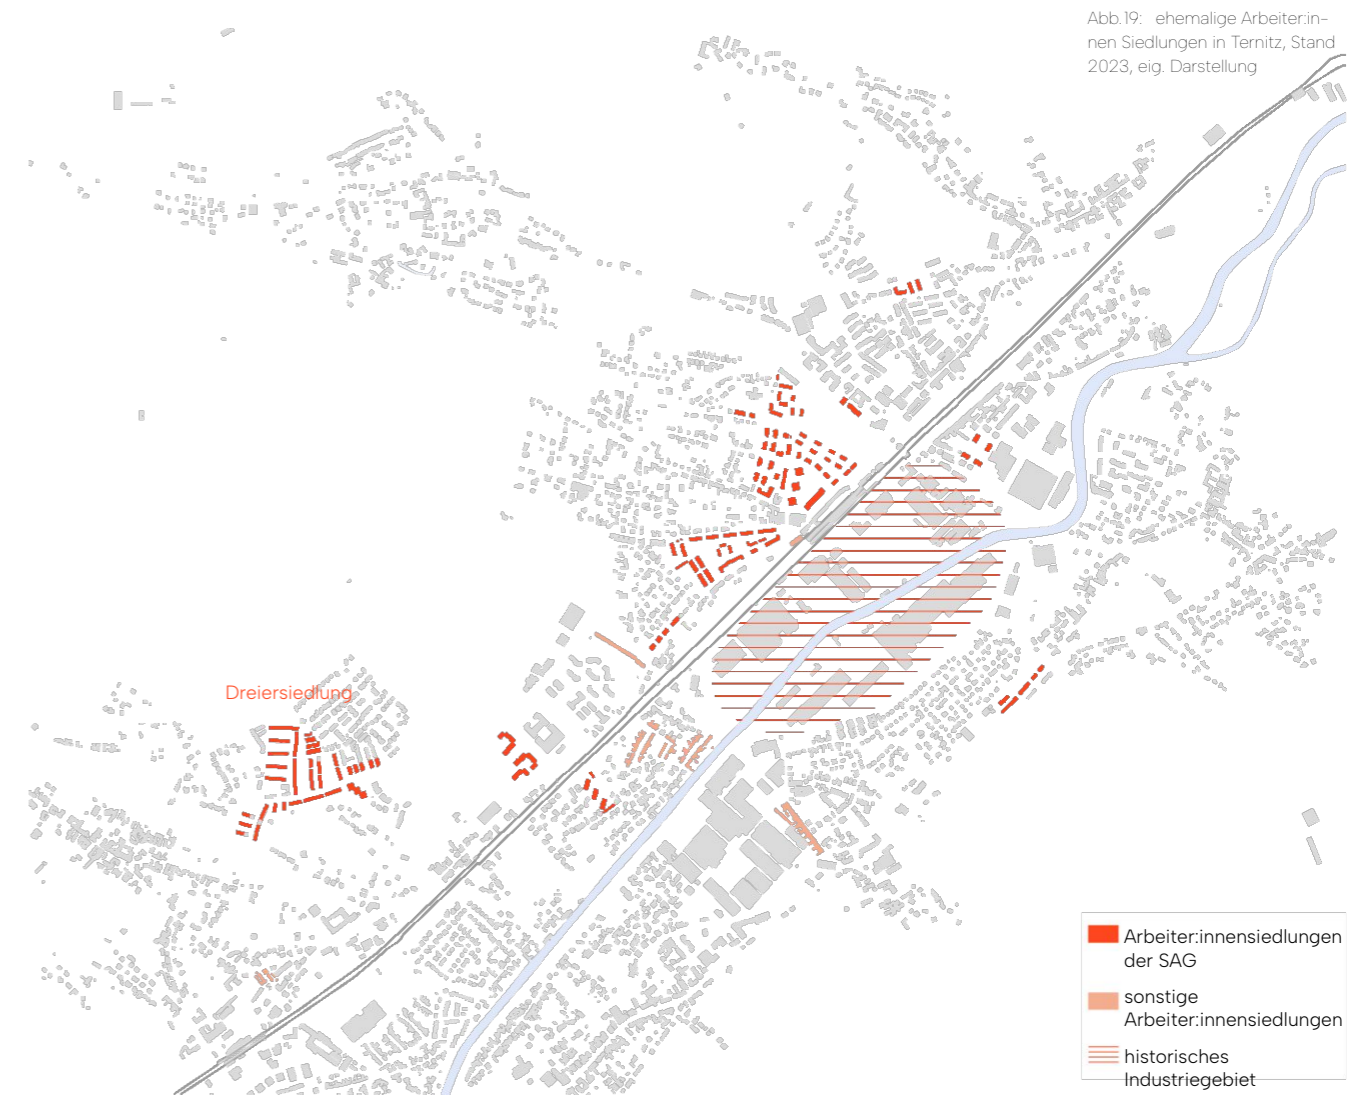 Abb.19: ehemalige Arbeiter:in-
nen Siedlungen in Ternitz, Stand
2023, eig. Darstellung
Dreiersiedlung
Arbeiter:innensiedlungen
der SAG
sonstige
Arbeiter:innensiedlungen
historisches
Industriegebiet